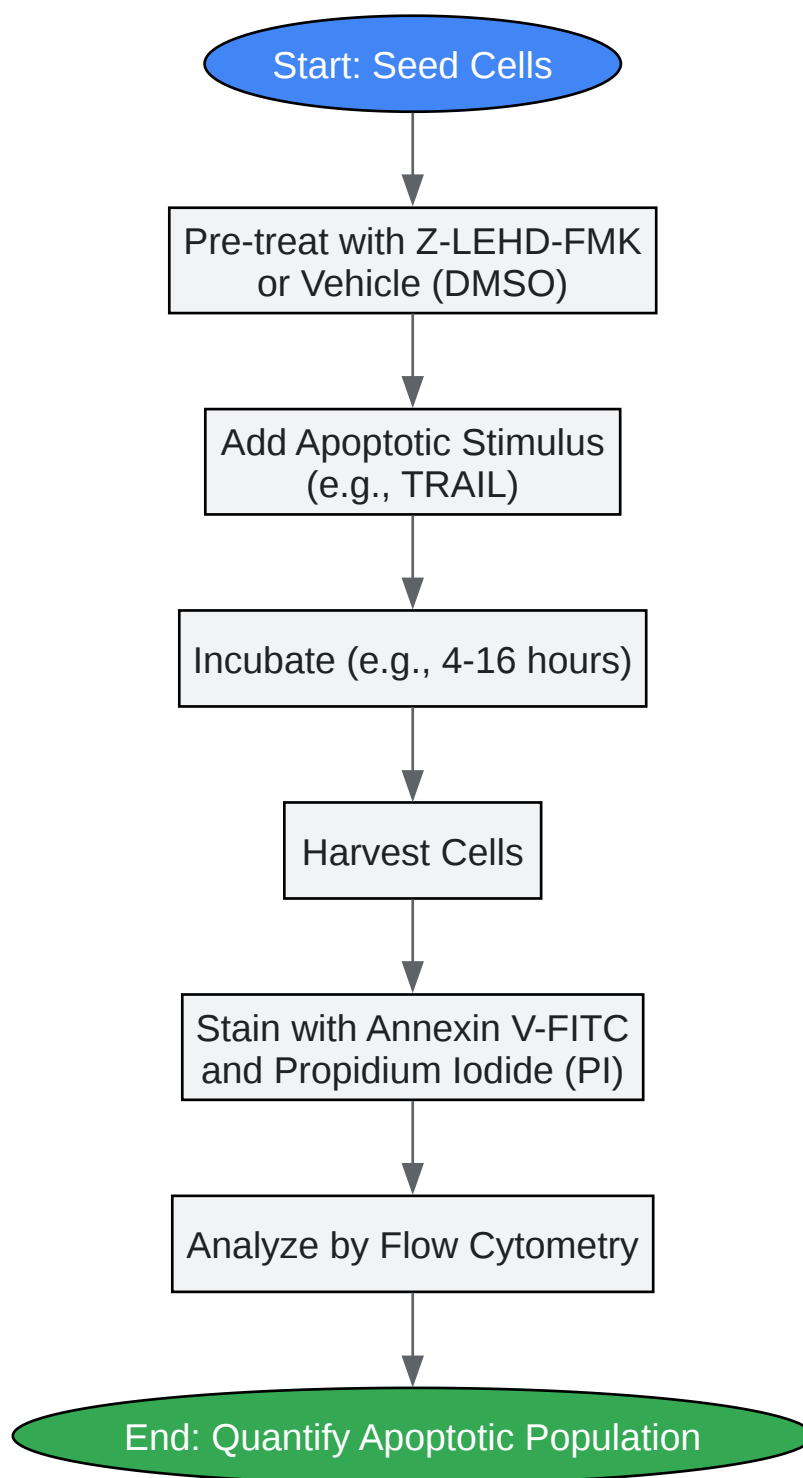 Start: Seed Cells
Pre-treat with Z-LEHD-FMK
or Vehicle (DMSO)
Add Apoptotic Stimulus
(e.g., TRAIL)
Incubate (e.g., 4-16 hours)
Harvest Cells
Stain with Annexin V-FITC
and Propidium Iodide (PI)
Analyze by Flow Cytometry
End: Quantify Apoptotic Population